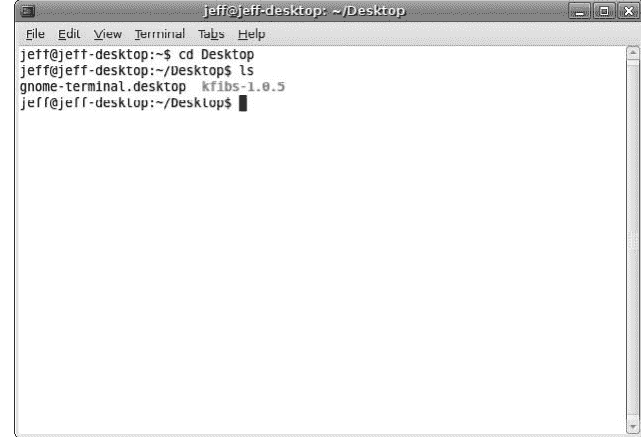 jeff@jeff-desktop: ~/Desktop
File Edit View Terminal Tabs Help
jeff@jeff-desktop:~$ cd Desktop
jeff@jeff-desktop:~/Desktop$ ls
gnome-terminal.desktop kfibs-1.0.5
jeff@jeff-desktop:~/Desktop$